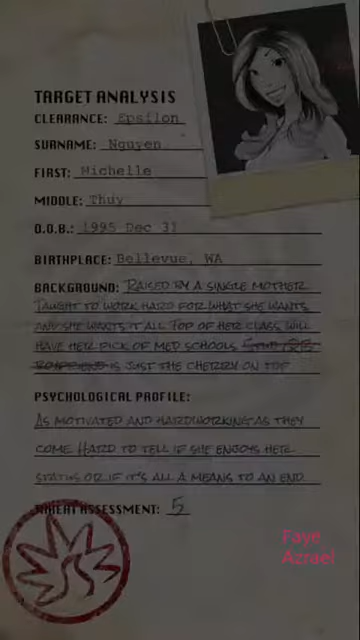 TARGET ANALYSIS
CLEARANCE: Epsilon
SURNAME: Nguyen
FIRST: Michelle
MIDDLE: Thuy
D.O.B.: 1995 Dec 31
BIRTHPLACE: Bellevue, WA
BACKGROUND: RAISED BY A SINGLE MOTHER
TAUGHT TO WORK HARD FOR WHAT SHE WANTS
AND SHE WANTS IT ALL TOP OF HER CLASS WILL
HAVE HER PICK OF MED SCHOOLS
BOYFRIEND IS JUST THE CHERRY ON TOP
PSYCHOLOGICAL PROFILE:
AS MOTIVATED AND HARDWORKING AS THEY
COME HARD TO TELL IF SHE ENJOYS HER
STATUS OR IF IT'S ALL A MEANS TO AN END
THREAT ASSESSMENT: 5
Faye
Azrael